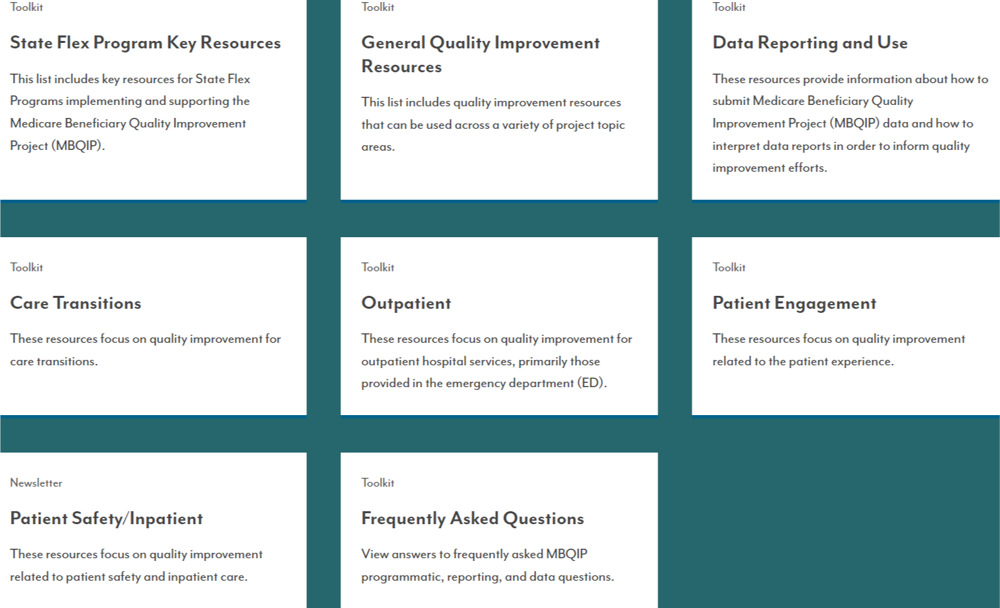 Toolkit
State Flex Program Key Resources
This list includes key resources for State Flex
Programs implementing and supporting the
Medicare Beneficiary Quality Improvement
Project (MBQIP).
Toolkit
General Quality Improvement
Resources
This list includes quality improvement resources
that can be used across a variety of project topic
areas.
Toolkit
Data Reporting and Use
These resources provide information about how to
submit Medicare Beneficiary Quality
Improvement Project (MBQIP) data and how to
interpret data reports in order to inform quality
improvement efforts.
Toolkit
Care Transitions
These resources focus on quality improvement for
care transitions.
Toolkit
Outpatient
These resources focus on quality improvement for
outpatient hospital services, primarily those
provided in the emergency department (ED).
Toolkit
Patient Engagement
These resources focus on quality improvement
related to the patient experience.
Newsletter
Patient Safety/Inpatient
These resources focus on quality improvement
related to patient safety and inpatient care.
Toolkit
Frequently Asked Questions
View answers to frequently asked MBQIP
programmatic, reporting, and data questions.